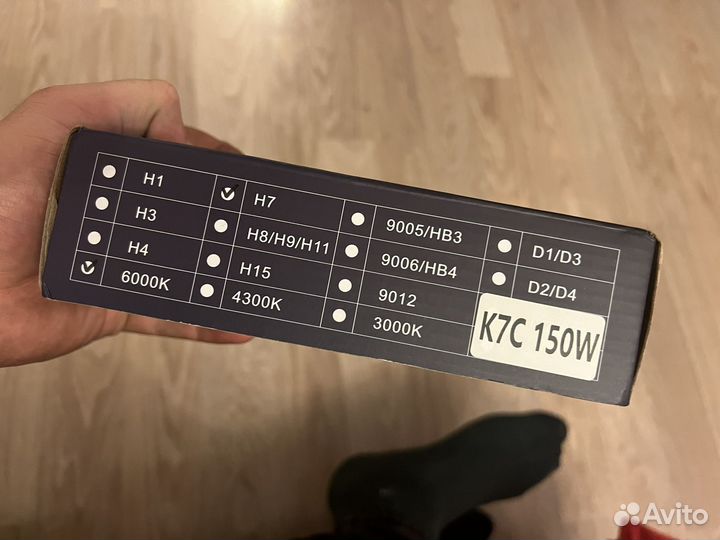 H1 H7 9005/HB3 D1/D3
H3 H8/H9/H11 9006/HB4 D2/D4
H4 H15 9012
6000K 4300K 3000K K7C 150W
Avito